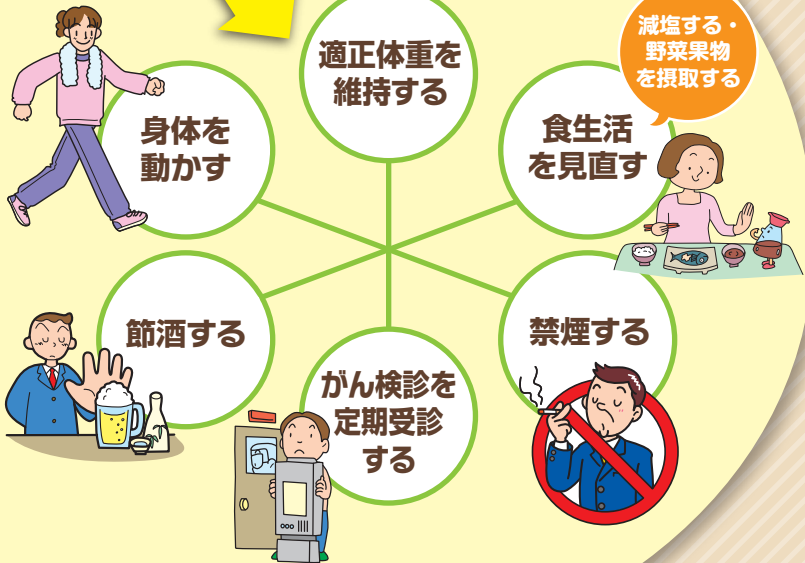 適正体重を
維持する
減塩する・
野菜果物
を摂取する
身体を
動かす
食生活
を見直す
節酒する
禁煙する
がん検診を
定期受診
する